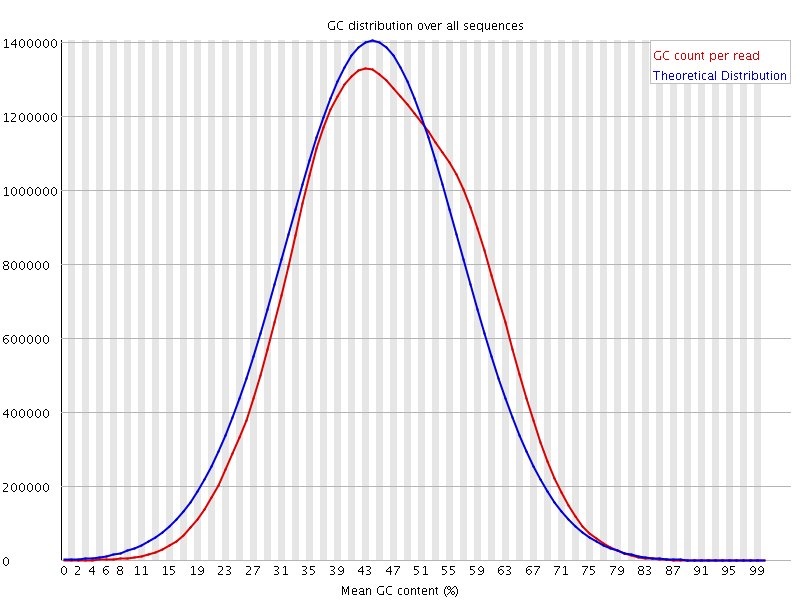 GC distribution over all sequences
GC count per read
Theoretical Distribution
1400000
1200000
1000000
800000
600000
400000
200000
0
0 2 4 6 8 11 15 19 23 27 31 35 39 43 47 51 55 59 63 67 71 75 79 83 87 91 95 99
Mean GC content (%)